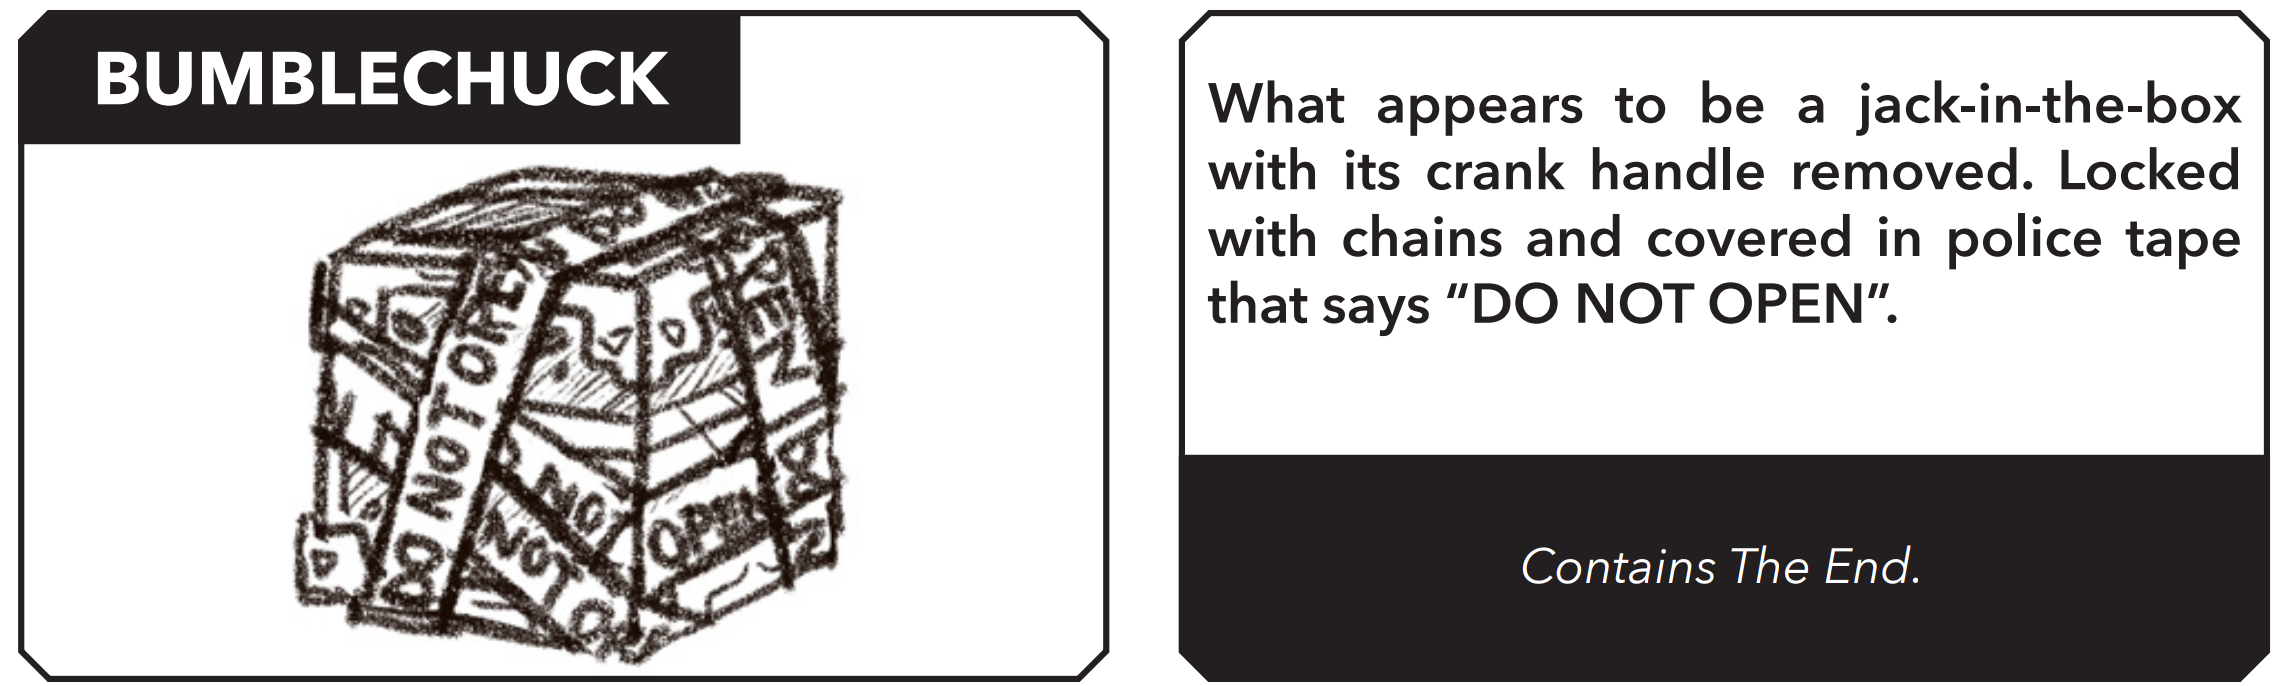 BUMBLECHUCK
DO NOT OPEN
OPEN
NOT
OPEN
NOT O
What appears to be a jack-in-the-box
with its crank handle removed. Locked
with chains and covered in police tape
that says “DO NOT OPEN”.
Contains The End.